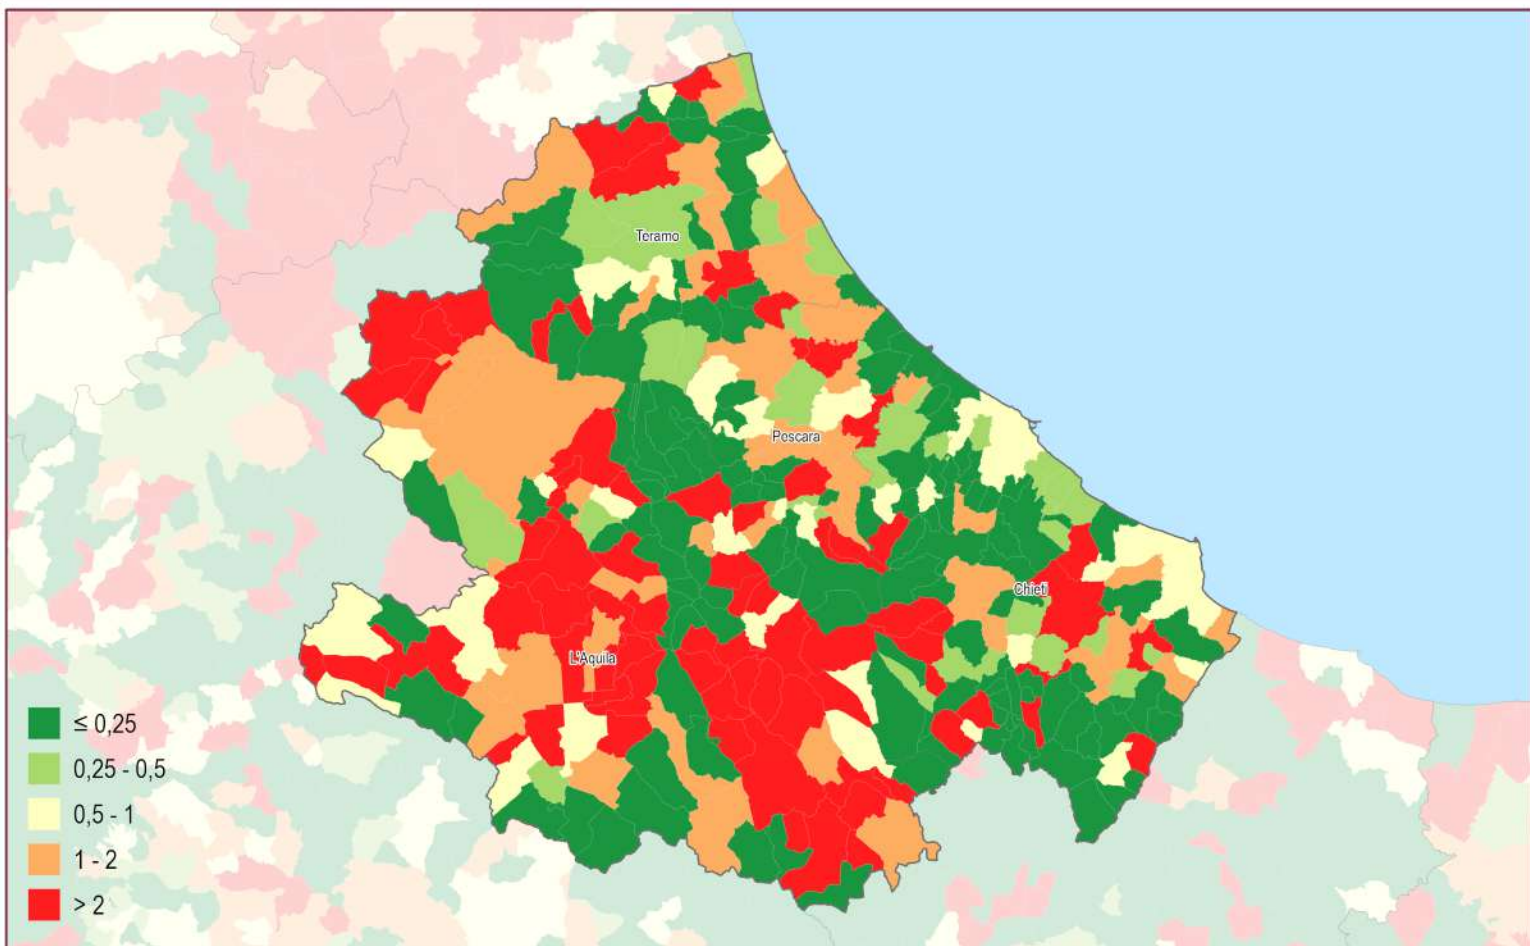 Teramo
Pescara
Chieti
L'Aquila
≤ 0,25
0,25 - 0,5
0,5 - 1
1 - 2
> 2